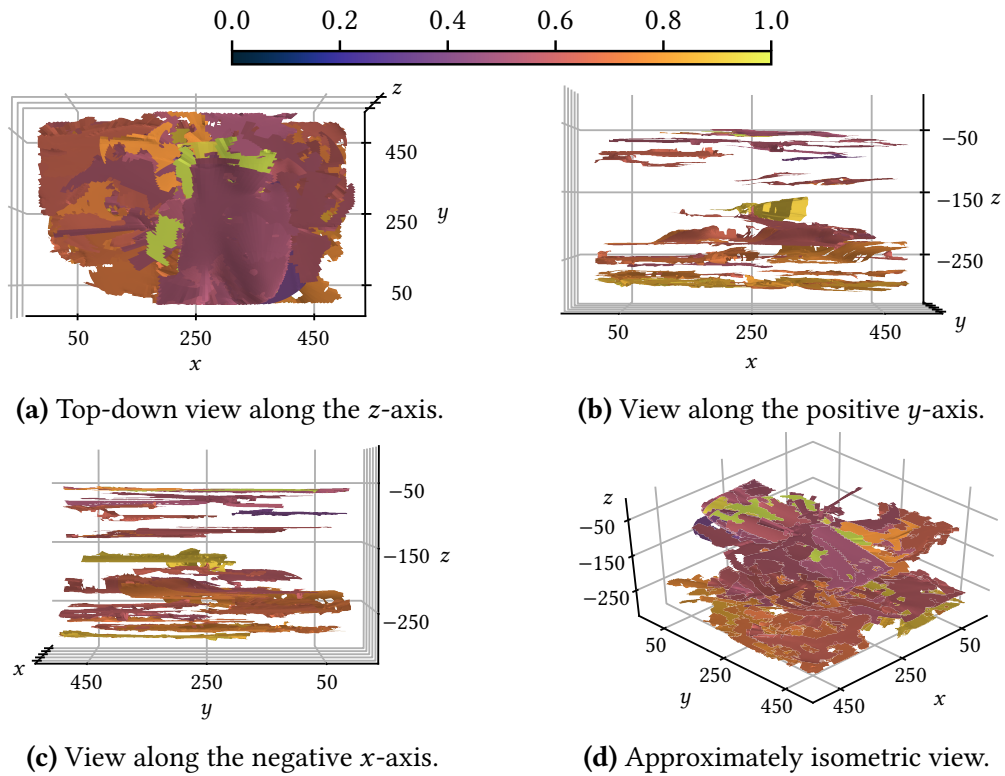 0.0 0.2 0.4 0.6 0.8 1.0
z
450
250
y
50
50 250 450
x
(a) Top-down view along the z-axis.
−50
−150
z
−250
y
50 250 450
x
(b) View along the positive y-axis.
−50
−150
z
−250
x
450 250 50
y
(c) View along the negative x-axis.
z
−50
−150
−250
50 50
250 250
y x
450 450
(d) Approximately isometric view.